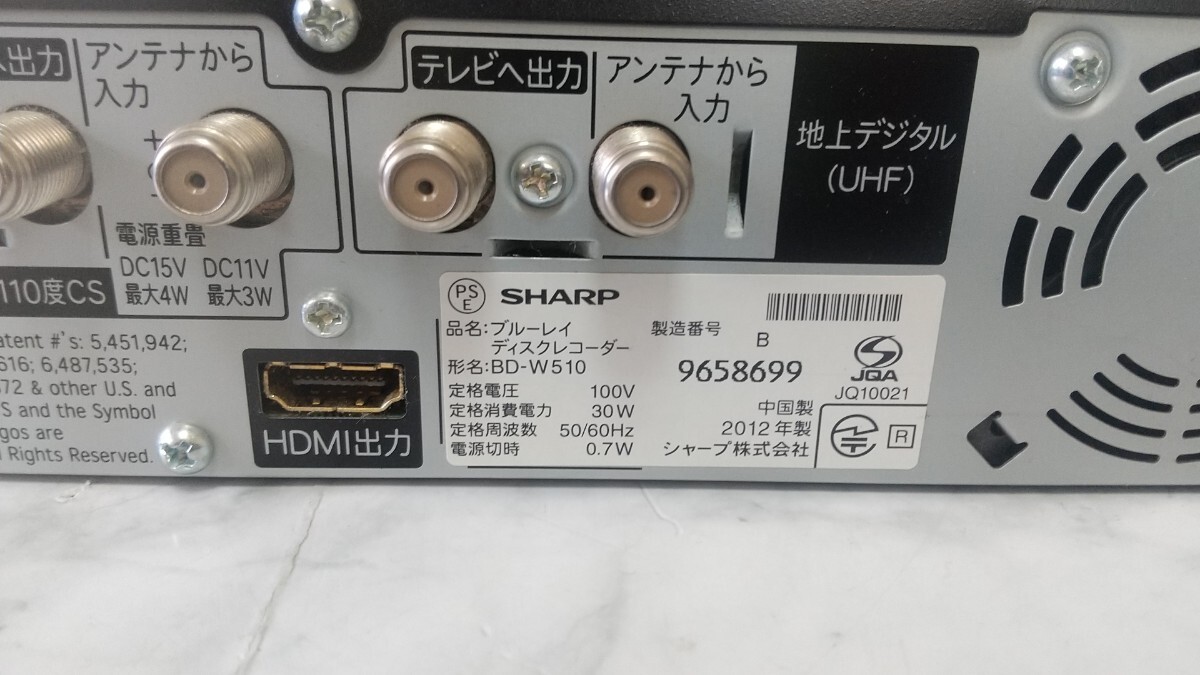 へ出力
アンテナから
入力
電源重畳
DC15V DC11V
最大4W 最大3W
110度CS
テレビへ出力
アンテナから
入力
地上デジタル
(UHF)
atent #'s: 5,451,942;
616; 6,487,535;
572 & other U.S. and
S and the Symbol
gos are
Rights Reserved.
HDMI出力
PS
E
SHARP
品名:ブルーレイ
ディスクレコーダー
形名:BD-W510
定格電圧 100V
定格消費電力 30W
定格周波数 50/60Hz
電源切時 0.7W
製造番号
B
9658699
中国製
2012年製
シャープ株式会社
JQA
JQ10021
R